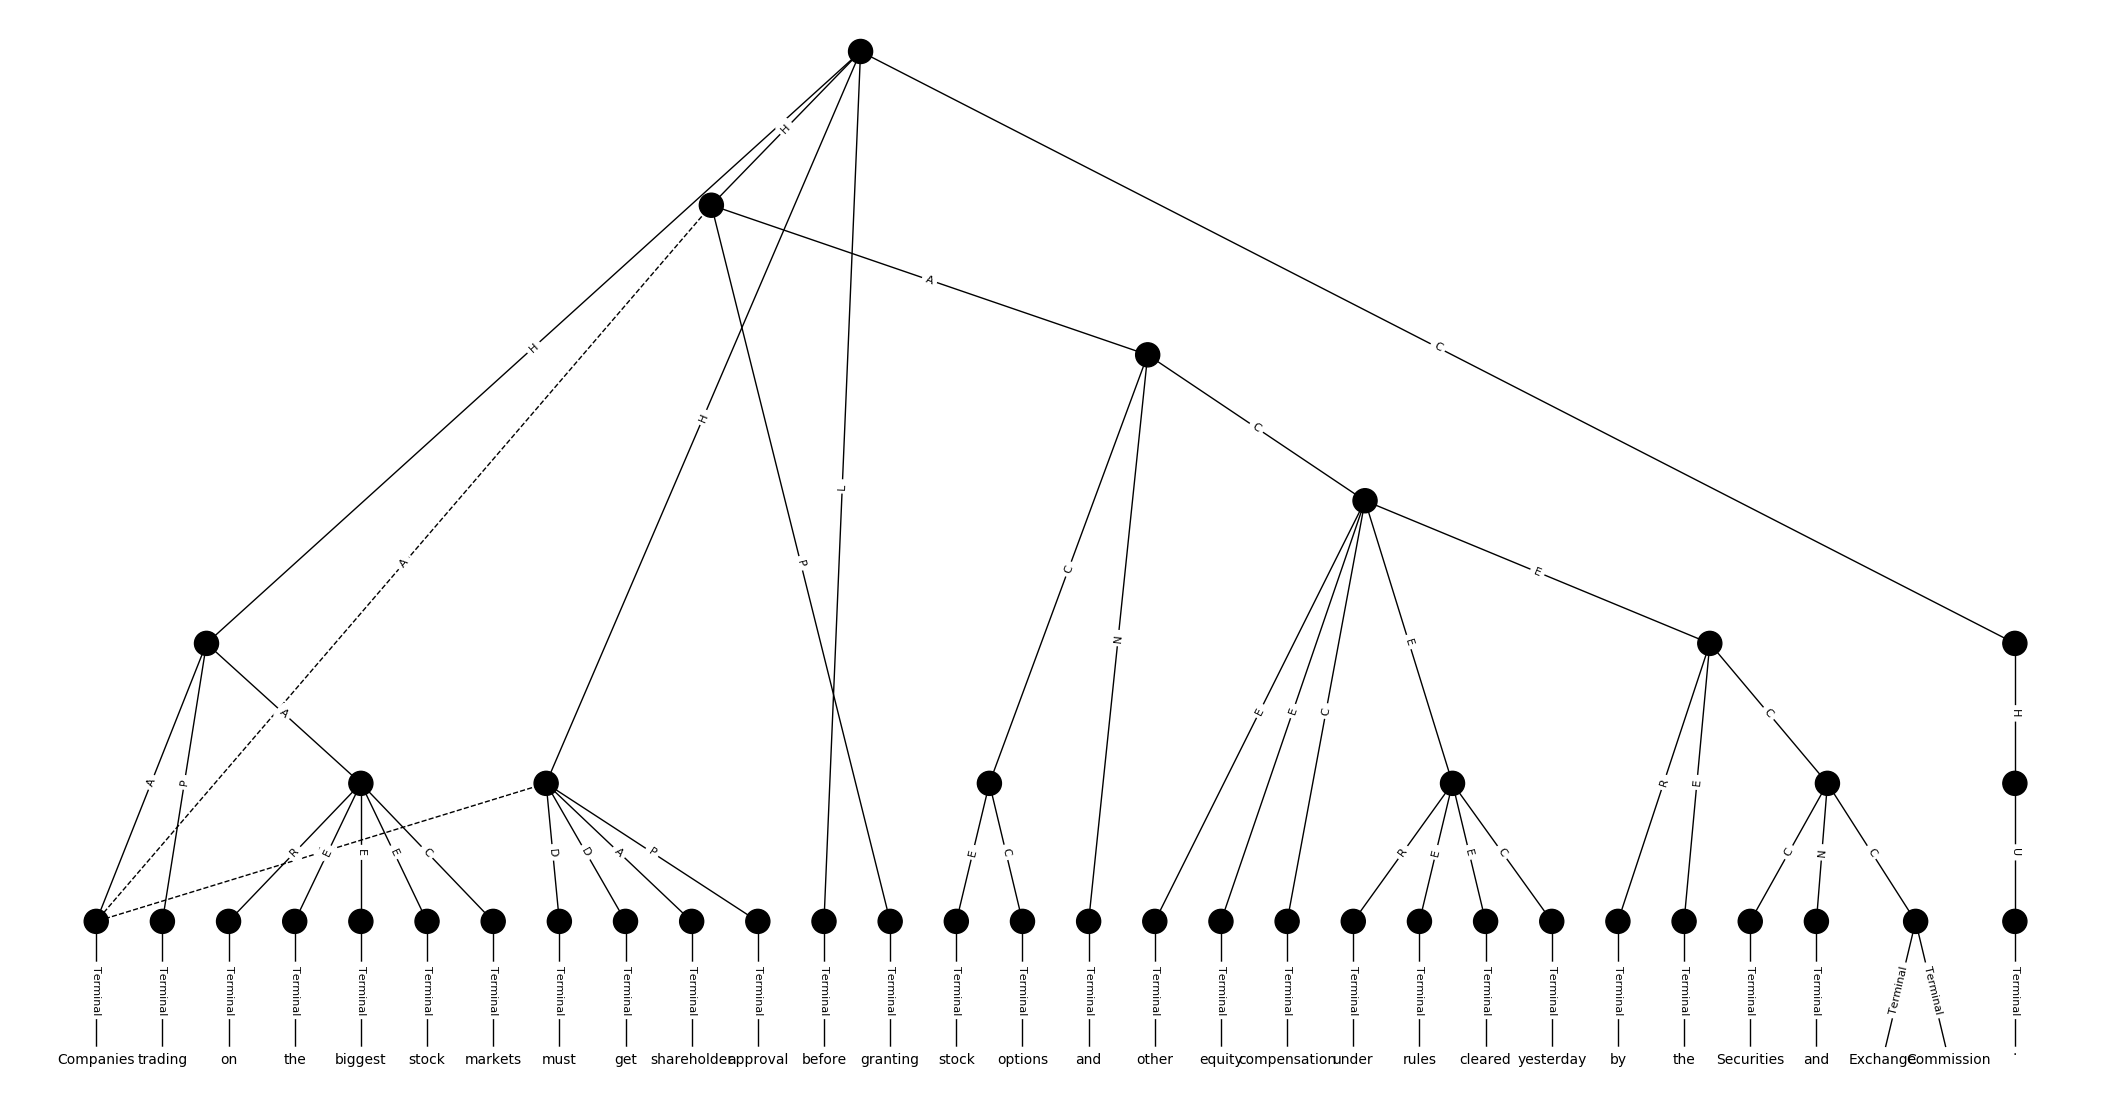 H
A
H
C
C
H
H
L
A
P
C
N
E
E
E
E
C
A
A
P
R
E
C
H
R
E
E
E
C
D
D
A
P
E
C
R
E
E
C
C
N
C
U
Terminal Terminal Terminal Terminal Terminal Terminal Terminal Terminal Terminal Terminal Terminal Terminal Terminal Terminal Terminal Terminal Terminal Terminal Terminal Terminal Terminal Terminal Terminal Terminal Terminal Terminal Terminal Terminal Terminal Terminal
Companies trading on the biggest stock markets must get shareholder approval before granting stock options and other equity compensation under rules cleared yesterday by the Securities and Exchange Commission .